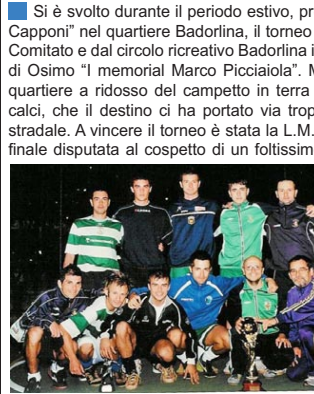 Si è svolto durante il periodo estivo, pr
Capponi” nel quartiere Badorlina, il torneo
Comitato e dal circolo ricreativo Badorlina i
di Osimo “I memorial Marco Picciaiola”. M
quartiere a ridosso del campetto in terra
calci, che il destino ci ha portato via trop
stradale. A vincere il torneo è stata la L.M.
finale disputata al cospetto di un foltissim